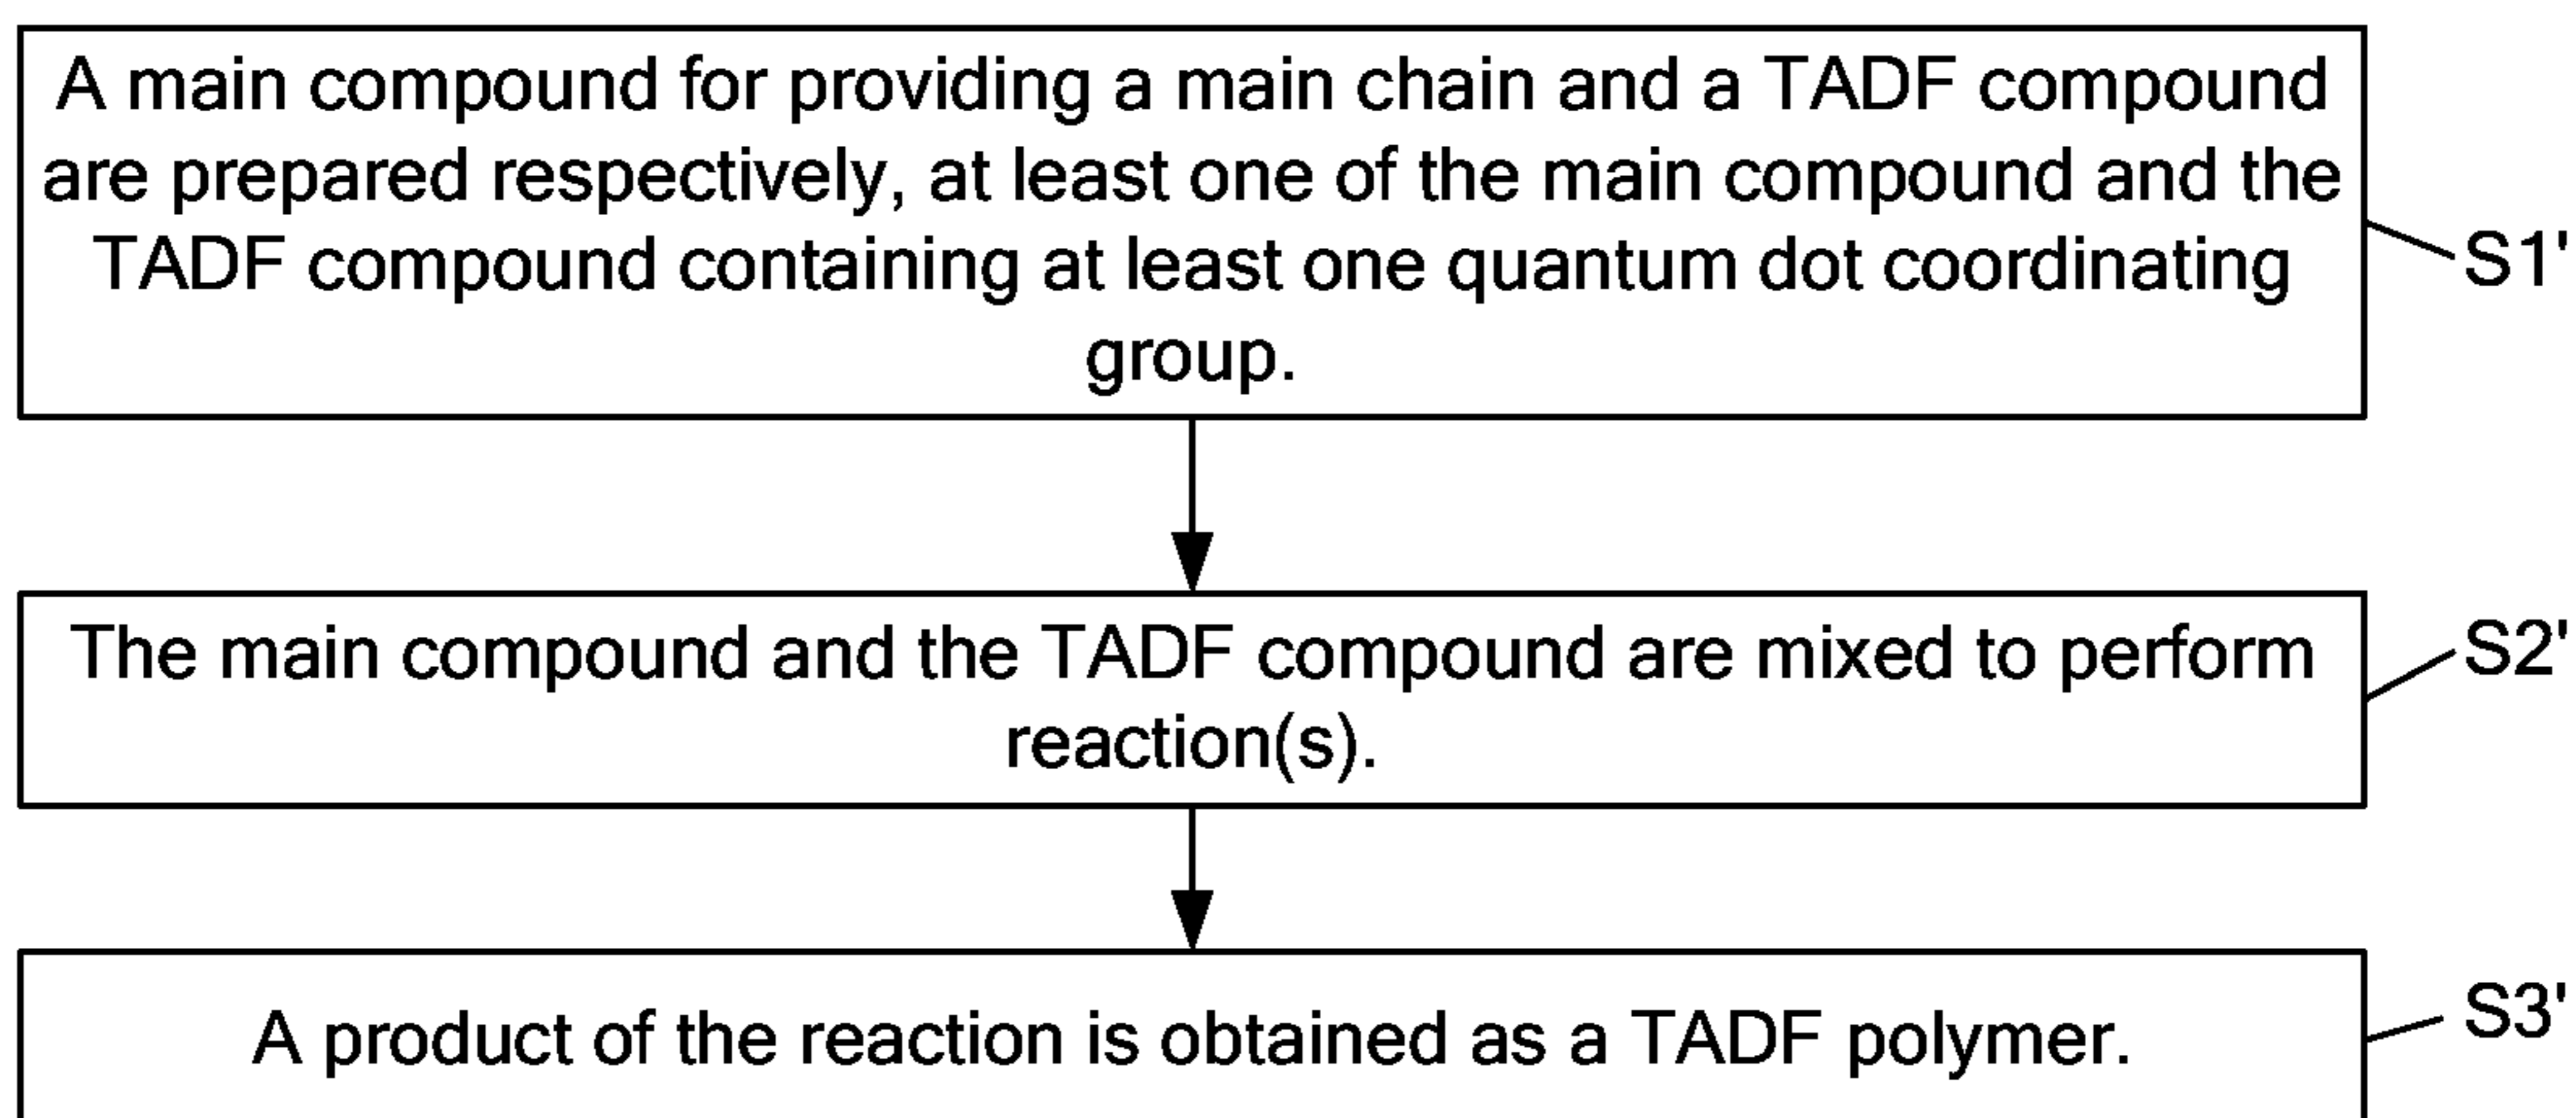 A main compound for providing a main chain and a TADF compound
are prepared respectively, at least one of the main compound and the
TADF compound containing at least one quantum dot coordinating
group.
S1'
The main compound and the TADF compound are mixed to perform
reaction(s).
S2'
A product of the reaction is obtained as a TADF polymer.
S3'